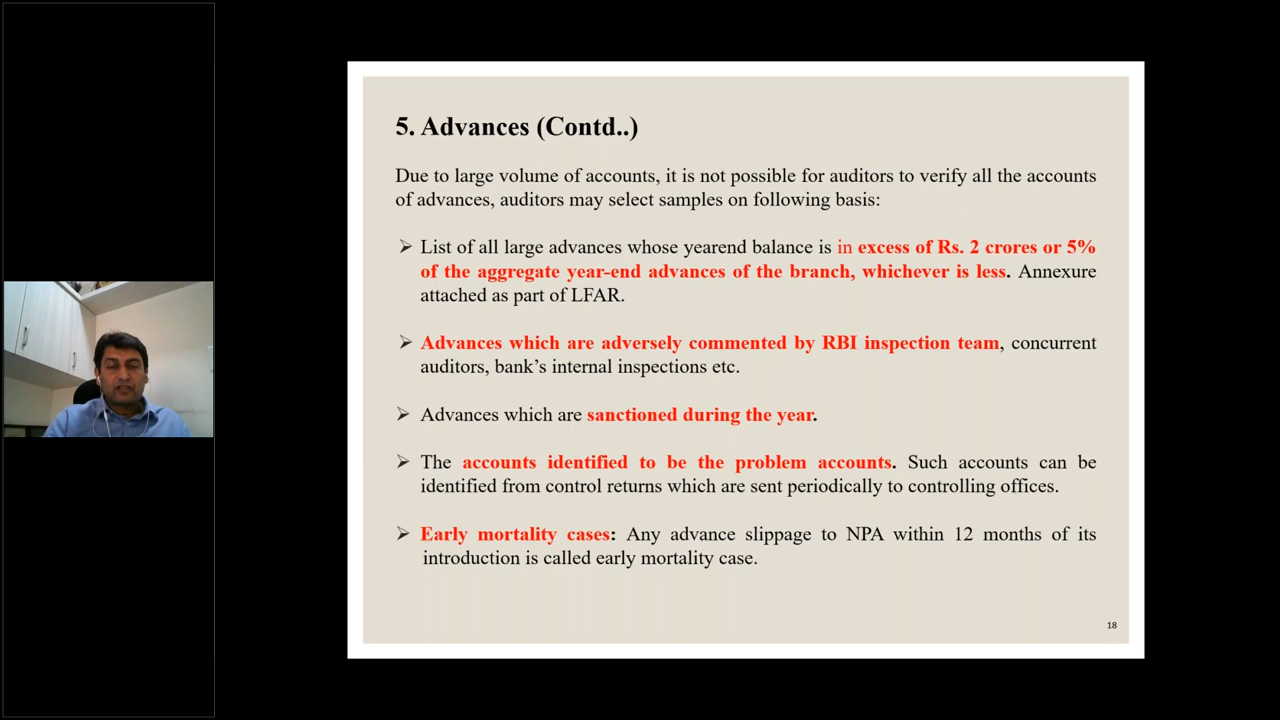 5. Advances (Contd..)
Due to large volume of accounts, it is not possible for auditors to verify all the accounts
of advances, auditors may select samples on following basis:
➢ List of all large advances whose yearend balance is in excess of Rs. 2 crores or 5%
of the aggregate year-end advances of the branch, whichever is less. Annexure
attached as part of LFAR.
➢ Advances which are adversely commented by RBI inspection team, concurrent
auditors, bank’s internal inspections etc.
➢ Advances which are sanctioned during the year.
➢ The accounts identified to be the problem accounts. Such accounts can be
identified from control returns which are sent periodically to controlling offices.
➢ Early mortality cases: Any advance slippage to NPA within 12 months of its
introduction is called early mortality case.
18